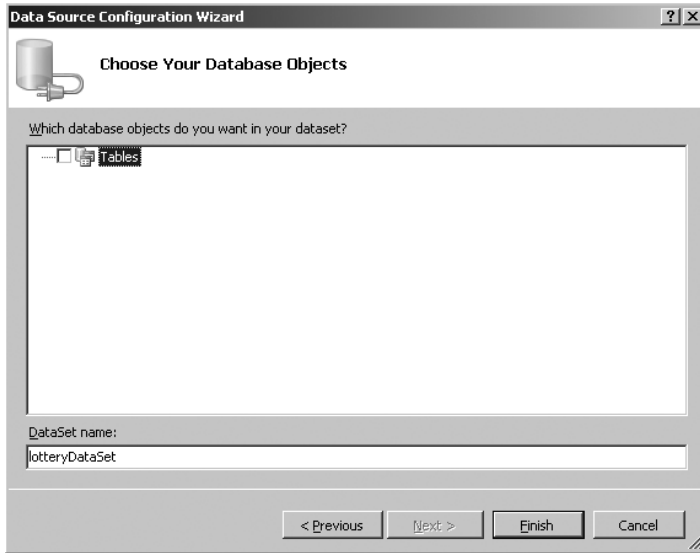 Data Source Configuration Wizard
Choose Your Database Objects
Which database objects do you want in your dataset?
Tables
DataSet name:
lotteryDataSet
< Previous
Next >
Finish
Cancel